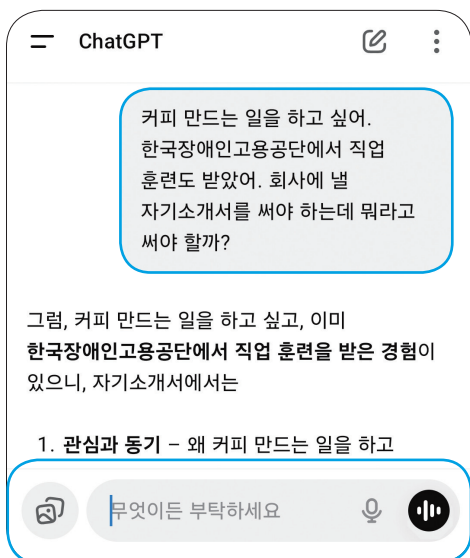 ChatGPT
커피 만드는 일을 하고 싶어.
한국장애인고용공단에서 직업
훈련도 받았어. 회사에 낼
자기소개서를 써야 하는데 뭐라고
써야 할까?
그럼, 커피 만드는 일을 하고 싶고, 이미
한국장애인고용공단에서 직업 훈련을 받은 경험이
있으니, 자기소개서에서는
1. 관심과 동기 – 왜 커피 만드는 일을 하고
무엇이든 부탁하세요